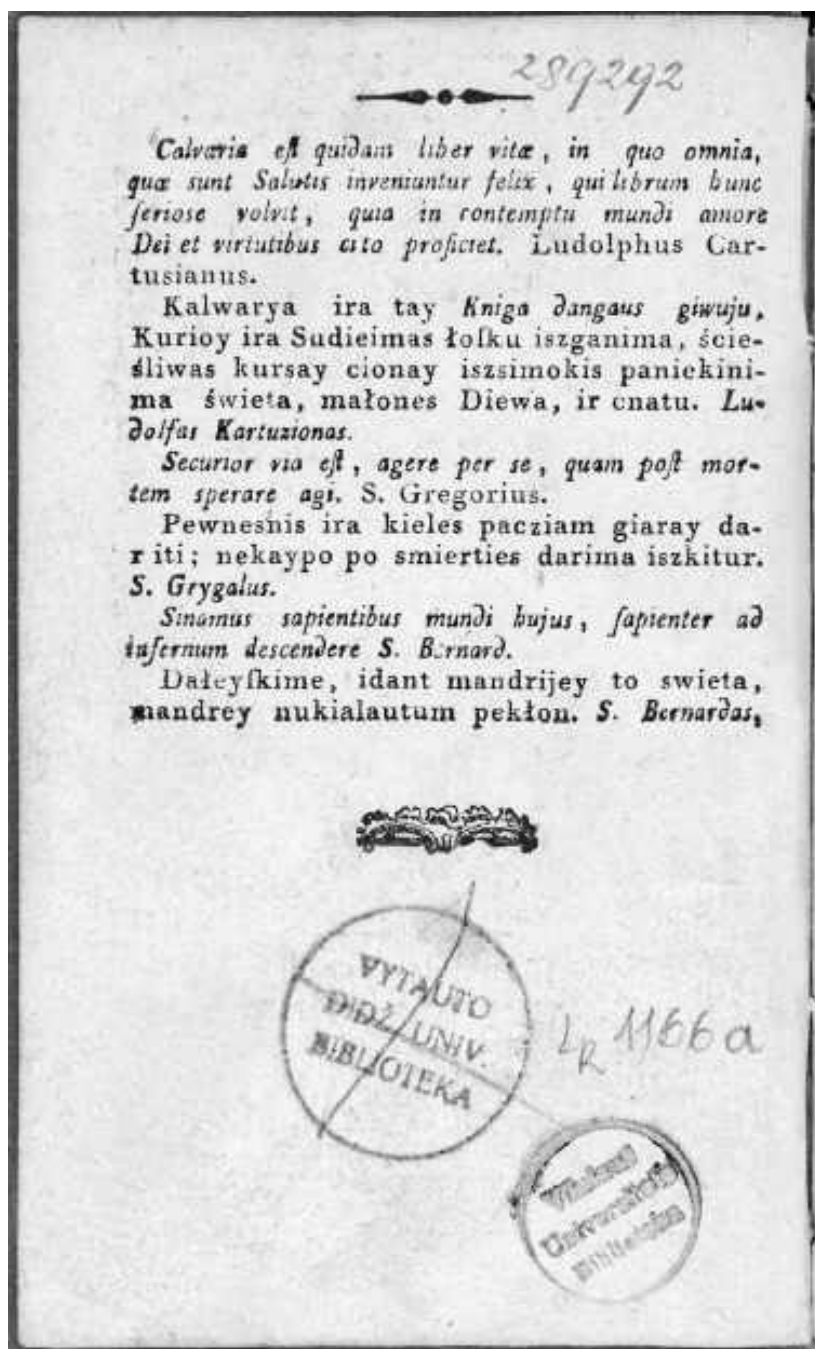 289292
Calvaria eſt quidam liber vitæ, in quo omnia,
quæ sunt Salutis inveniuntur felix, qui librum hunc
ſeriose volvit, quia in contemptu mundi amore
Dei et virtutibus cito proficiet. Ludolphus Car-
tusianus.
Kalwarya ira tay Kniga dangaus giwuju,
Kurioy ira Sudieimas łoſku iszganima, ście-
śliwas kursay cionay iszsimokis paniekini-
ma świeta, małones Diewa, ir cnatu. Lu-
dolfas Kartuzionas.
Securior via eſt, agere per se, quam poſt mor-
tem sperare agi. S. Gregorius.
Pewnesnis ira kieles pacziam giaray da-
riti; nekaypo po smierties darima iszkitur.
S. Grygalus.
Sinamus sapientibus mundi hujus, ſapienter ad
infernum descendere S. Bernard.
Dałeyſkime, idant mandrijey to swieta,
mandrey nukialautum pekłon. S. Bernardas,
VYTAUTO
DIDŽ. UNIV.
BIBLIOTEKA
LR 1166a
Vilniaus
Universiteto
Biblioteka